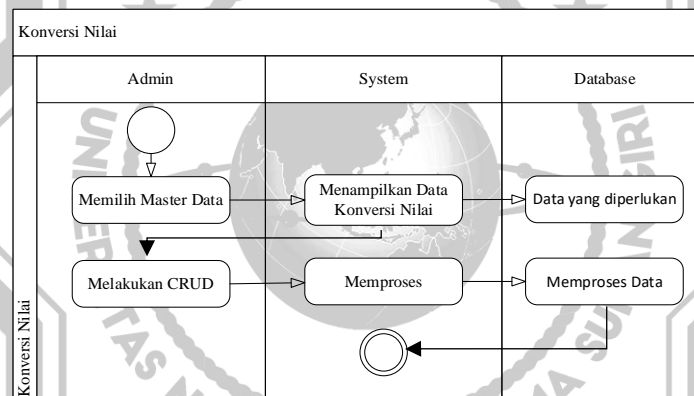 Konversi Nilai
Admin
System
Database
Memilih Master Data
Menampilkan Data
Konversi Nilai
Data yang diperlukan
Melakukan CRUD
Memproses
Memproses Data
Konversi Nilai